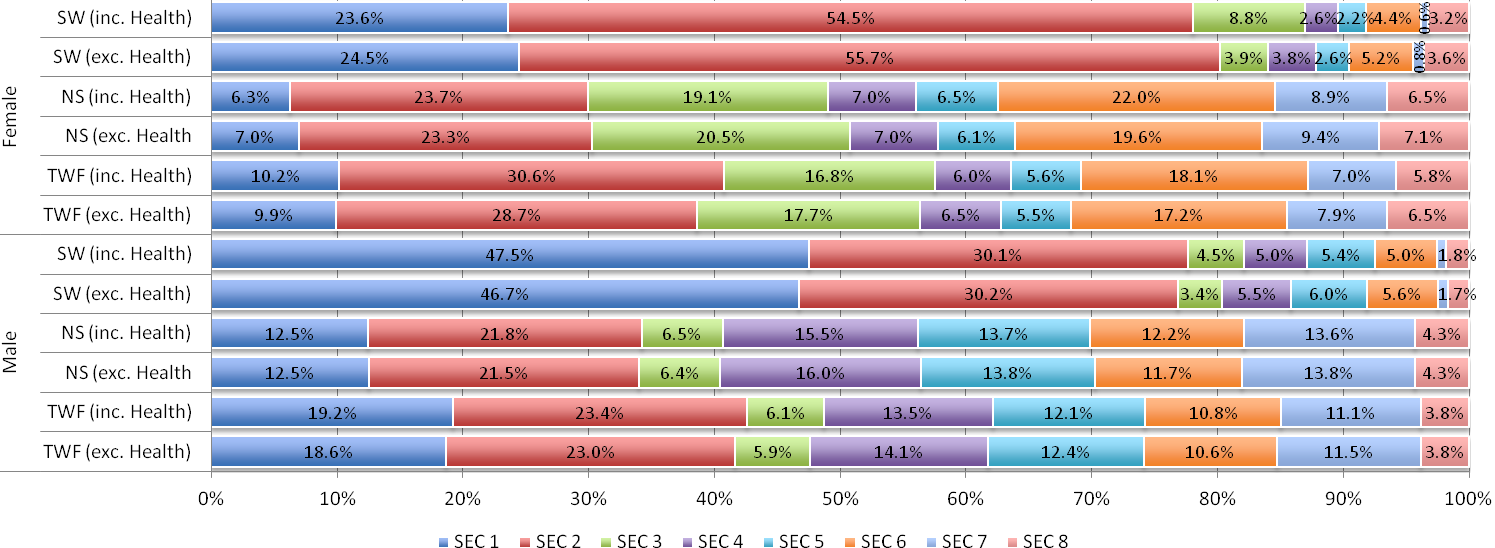 Female
SW (inc. Health) 23.6% 54.5% 8.8% 2.6% 2.2% 4.4% 0.6% 3.2%
SW (exc. Health) 24.5% 55.7% 3.9% 3.8% 2.6% 5.2% 0.8% 3.6%
NS (inc. Health) 6.3% 23.7% 19.1% 7.0% 6.5% 22.0% 8.9% 6.5%
NS (exc. Health 7.0% 23.3% 20.5% 7.0% 6.1% 19.6% 9.4% 7.1%
TWF (inc. Health) 10.2% 30.6% 16.8% 6.0% 5.6% 18.1% 7.0% 5.8%
TWF (exc. Health) 9.9% 28.7% 17.7% 6.5% 5.5% 17.2% 7.9% 6.5%
Male
SW (inc. Health) 47.5% 30.1% 4.5% 5.0% 5.4% 5.0% 1.8%
SW (exc. Health) 46.7% 30.2% 3.4% 5.5% 6.0% 5.6% 1.7%
NS (inc. Health) 12.5% 21.8% 6.5% 15.5% 13.7% 12.2% 13.6% 4.3%
NS (exc. Health 12.5% 21.5% 6.4% 16.0% 13.8% 11.7% 13.8% 4.3%
TWF (inc. Health) 19.2% 23.4% 6.1% 13.5% 12.1% 10.8% 11.1% 3.8%
TWF (exc. Health) 18.6% 23.0% 5.9% 14.1% 12.4% 10.6% 11.5% 3.8%
0% 10% 20% 30% 40% 50% 60% 70% 80% 90% 100%
SEC 1 SEC 2 SEC 3 SEC 4 SEC 5 SEC 6 SEC 7 SEC 8